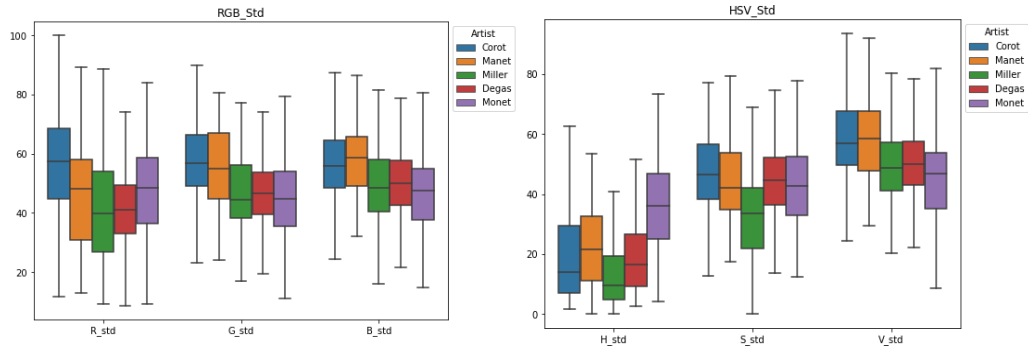 RGB_Std
100
80
60
40
20
R_std
G_std
B_std
Artist
Corot
Manet
Miller
Degas
Monet
HSV_Std
80
60
40
20
0
H_std
S_std
V_std
Artist
Corot
Manet
Miller
Degas
Monet